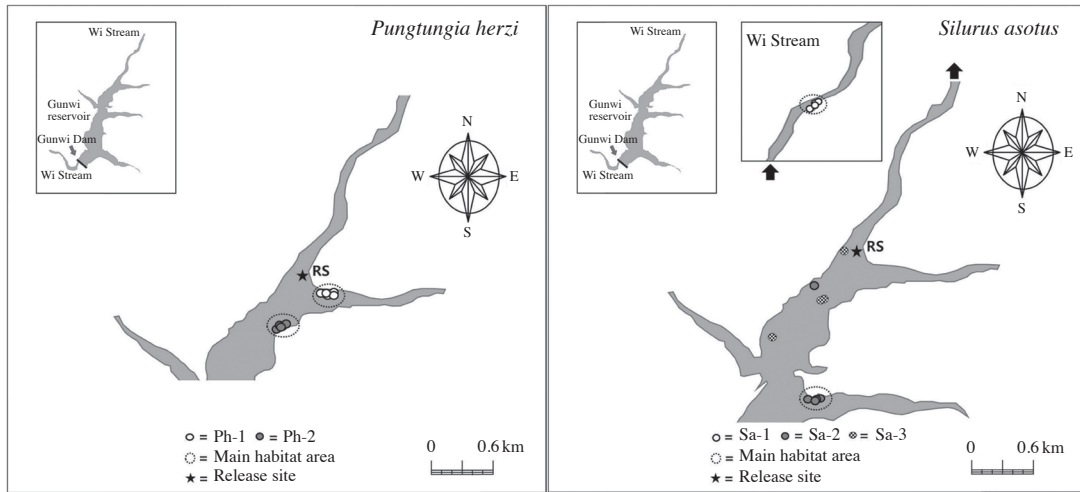 Pungtungia herzi
Wi Stream
Gunwi
reservoir
Gunwi Dam
Wi Stream
N
W
E
S
RS
= Ph-1 = Ph-2
= Main habitat area
= Release site
0 0.6 km
Silurus asotus
Wi Stream
Gunwi
reservoir
Gunwi Dam
Wi Stream
Wi Stream
N
W
E
S
RS
= Sa-1 = Sa-2 = Sa-3
= Main habitat area
= Release site
0 0.6 km